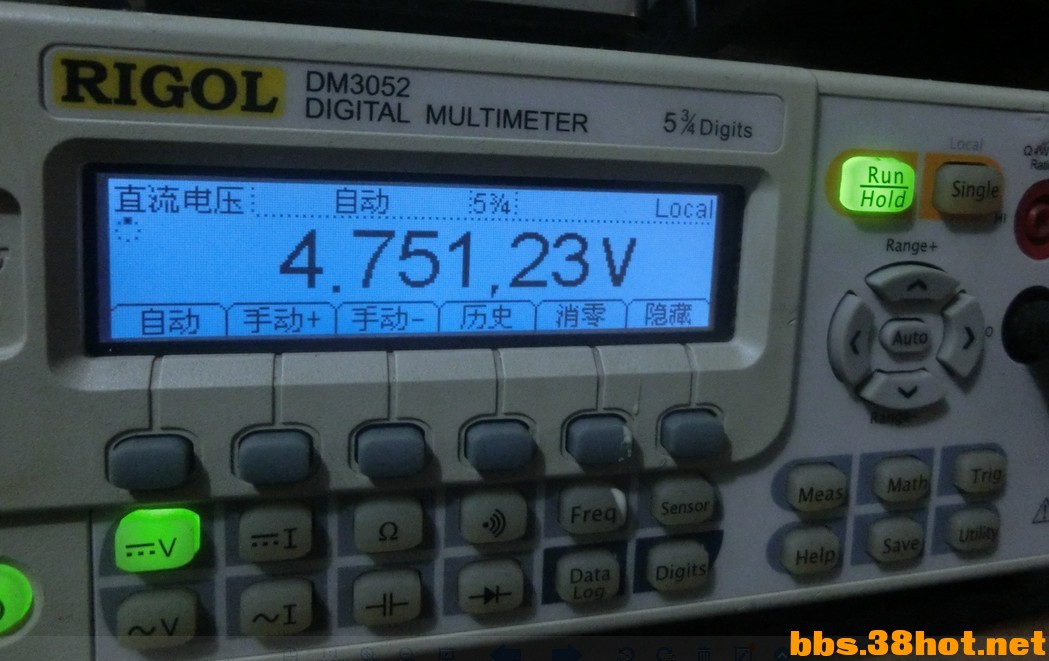 RIGOL
DM3052
DIGITAL MULTIMETER
5¾Digits
直流电压
自动
5¾
Local
4.751,23V
自动
手动+
手动-
历史
消零
隐藏
Run
Hold
Local
Single
HI
Range+
Auto
Range-
V
I
Ω
Freq
Sensor
~V
~I
Data
Log
Digits
Meas
Math
Trig
Help
Save
Utility
bbs.38hot.net